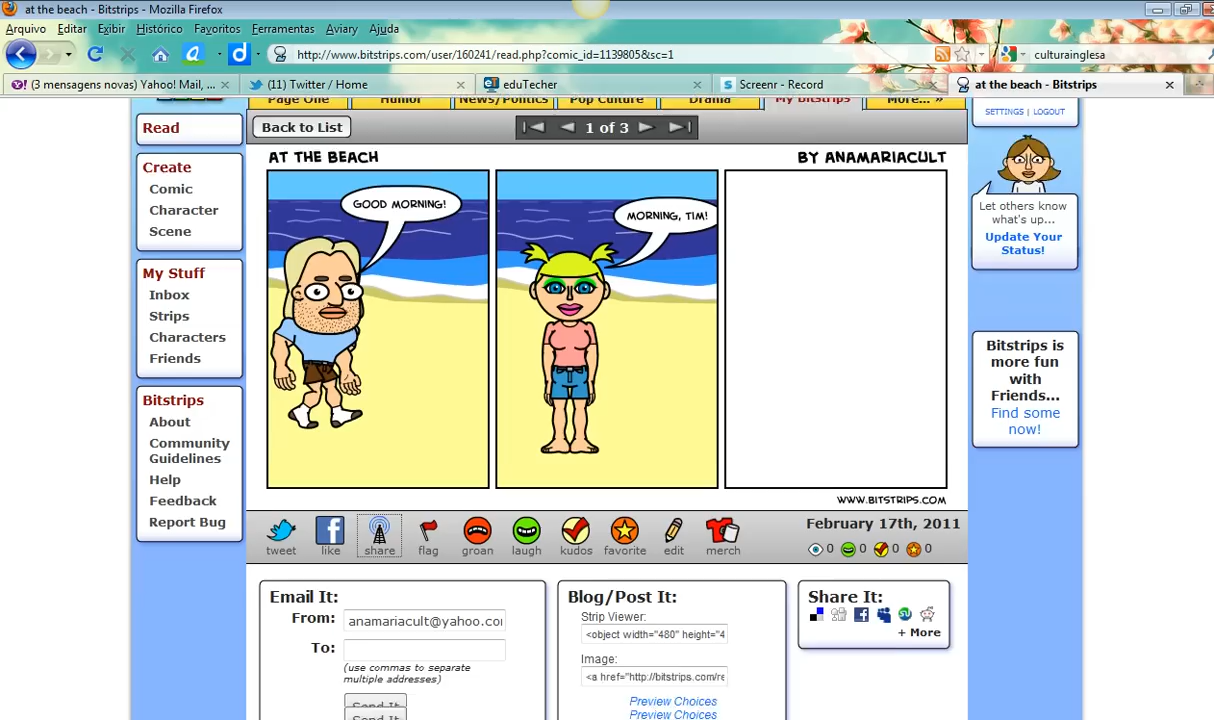 at the beach - Bitstrips - Mozilla Firefox
Arquivo Editar Exibir Histórico Favoritos Ferramentas Aviary Ajuda
http://www.bitstrips.com/user/160241/read.php?comic_id=1139805&sc=1
culturainglesa
(3 mensagens novas) Yahoo! Mail, ...
(11) Twitter / Home
eduTecher
Screenr - Record
at the beach - Bitstrips
Page One
Humor
News/Politics
Pop Culture
Drama
My Bitstrips
More... »
SETTINGS | LOGOUT
Read
Back to List
1 of 3
AT THE BEACH
BY ANAMARIACULT
Create
Comic
Character
Scene
My Stuff
Inbox
Strips
Characters
Friends
Bitstrips
About
Community
Guidelines
Help
Feedback
Report Bug
GOOD MORNING!
MORNING, TIM!
WWW.BITSTRIPS.COM
Let others know
what's up...
Update Your
Status!
Bitstrips is
more fun
with
Friends...
Find some
now!
tweet
like
share
flag
groan
laugh
kudos
favorite
edit
merch
February 17th, 2011
0 0 0 0
Email It:
From: anamariacult@yahoo.co
To:
(use commas to separate
multiple addresses)
Send It
Send It
Blog/Post It:
Strip Viewer:
<object width="480" height="4
Image:
<a href="http://bitstrips.com/re
Preview Choices
Preview Choices
Share It:
+ More